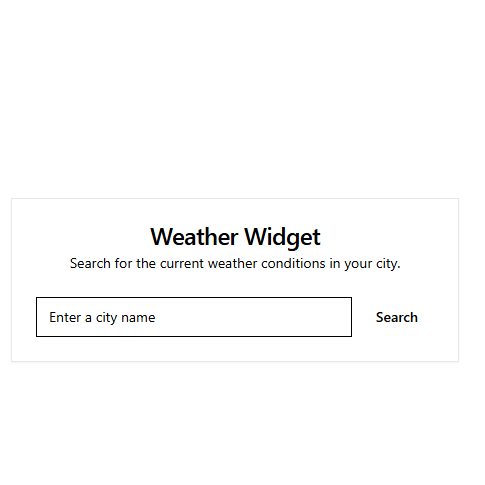 Weather Widget
Search for the current weather conditions in your city.
Enter a city name
Search